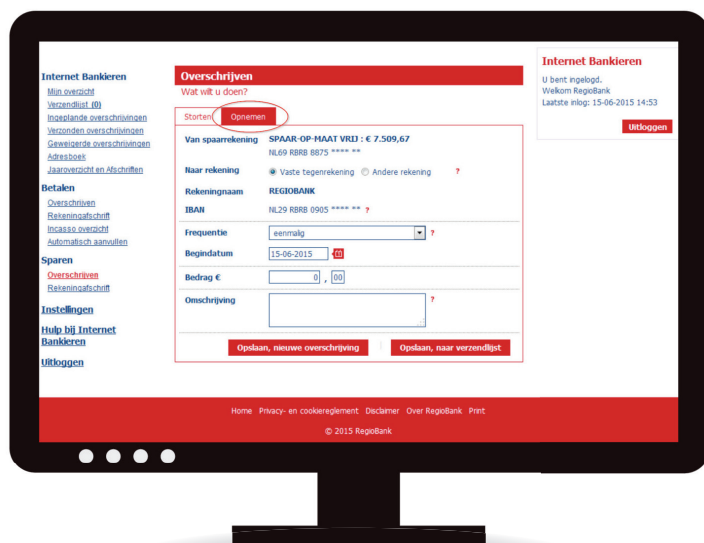 Internet Bankieren
Mijn overzicht
Verzendlijst (0)
Ingeplande overschrijvingen
Verzonden overschrijvingen
Geweigerde overschrijvingen
Adresboek
Jaaroverzicht en Afschriften
Betalen
Overschrijven
Rekeningafschrift
Incasso overzicht
Automatisch aanvullen
Sparen
Overschrijven
Rekeningafschrift
Instellingen
Hulp bij Internet
Bankieren
Uitloggen
Overschrijven
Wat wilt u doen?
Storten Opnemen
Van spaarrekening SPAAR-OP-MAAT VRIJ : € 7.509,67
NL69 RBRB 8875 **** **
Naar rekening Vaste tegenrekening Andere rekening ?
Rekeningnaam REGIOBANK
IBAN NL29 RBRB 0905 **** ** ?
Frequentie eenmalig ?
Begindatum 15-06-2015
Bedrag € 0 , 00
Omschrijving ?
Opslaan, nieuwe overschrijving Opslaan, naar verzendlijst
Internet Bankieren
U bent ingelogd.
Welkom RegioBank
Laatste inlog: 15-06-2015 14:53
Uitloggen
Home Privacy- en cookiereglement Disclaimer Over RegioBank Print
© 2015 RegioBank